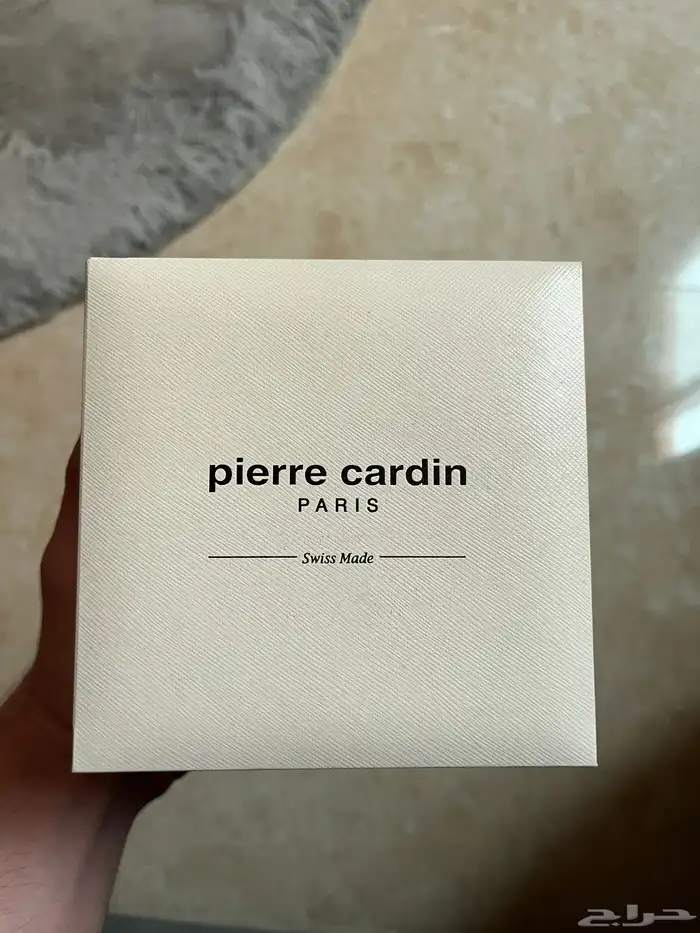 pierre cardin
PARIS
Swiss Made
حراج